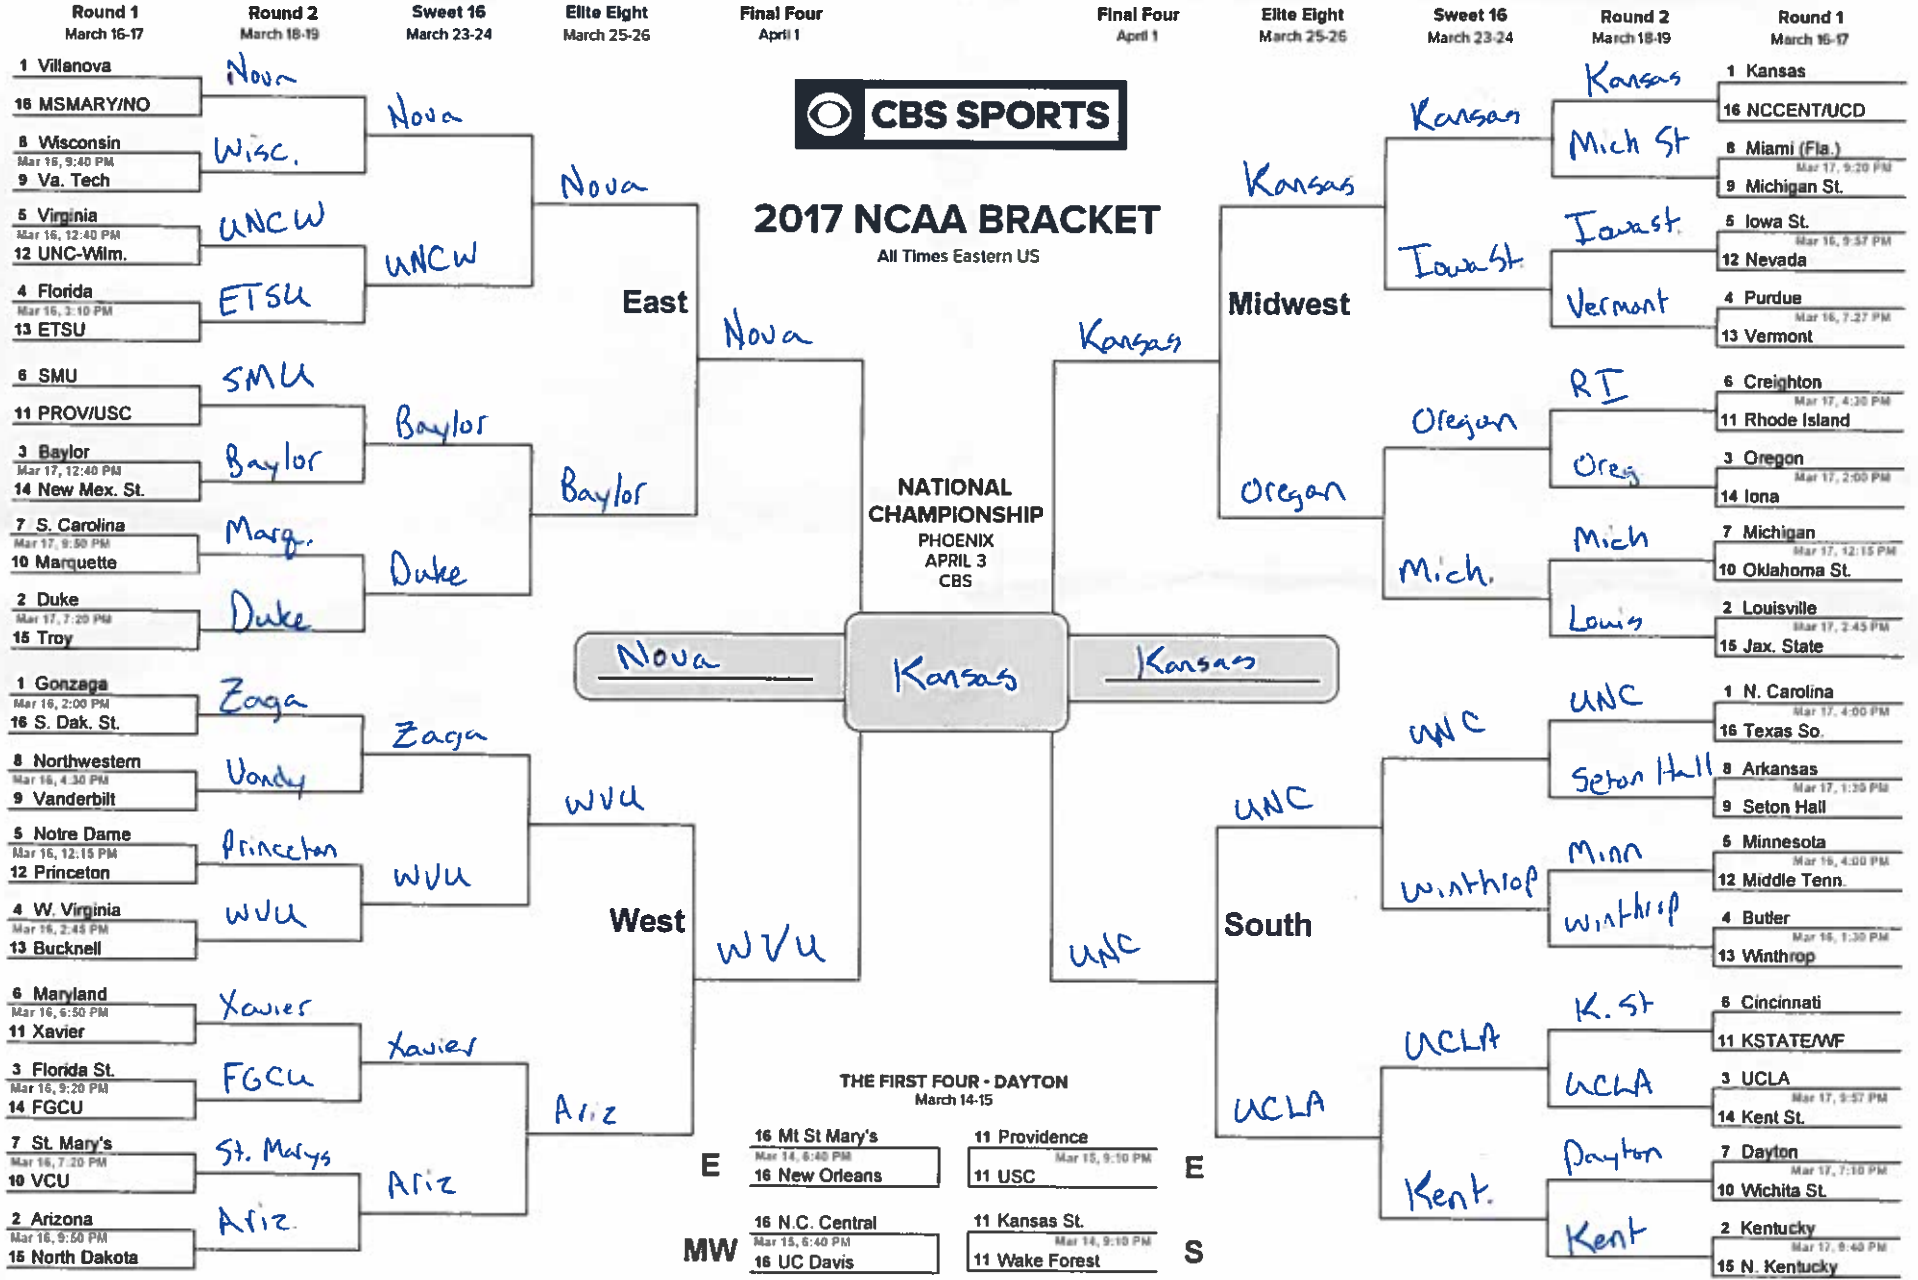 Round 1
March 16-17
Round 2
March 18-19
Sweet 16
March 23-24
Elite Eight
March 25-26
Final Four
April 1
Final Four
April 1
Elite Eight
March 25-26
Sweet 16
March 23-24
Round 2
March 18-19
Round 1
March 16-17
CBS SPORTS
2017 NCAA BRACKET
All Times Eastern US
1 Villanova
16 MSMARY/NO
8 Wisconsin
Mar 16, 9:40 PM
9 Va. Tech
5 Virginia
Mar 16, 12:40 PM
12 UNC-Wilm.
4 Florida
Mar 16, 3:10 PM
13 ETSU
6 SMU
11 PROV/USC
3 Baylor
Mar 17, 12:40 PM
14 New Mex. St.
7 S. Carolina
Mar 17, 9:50 PM
10 Marquette
2 Duke
Mar 17, 7:20 PM
15 Troy
Nova
Wisc.
UNCW
ETSU
SMU
Baylor
Marq.
Duke
Nova
UNCW
Baylor
Duke
Nova
Baylor
East
Nova
1 Gonzaga
Mar 16, 2:00 PM
16 S. Dak. St.
8 Northwestern
Mar 16, 4:30 PM
9 Vanderbilt
5 Notre Dame
Mar 16, 12:15 PM
12 Princeton
4 W. Virginia
Mar 16, 2:45 PM
13 Bucknell
6 Maryland
Mar 16, 6:50 PM
11 Xavier
3 Florida St.
Mar 16, 9:20 PM
14 FGCU
7 St. Mary's
Mar 16, 7:20 PM
10 VCU
2 Arizona
Mar 16, 9:50 PM
15 North Dakota
Zaga
Vandy
Princeton
WVU
Xavier
FGCU
St. Marys
Ariz.
Zaga
WVU
Xavier
Ariz
WVU
Ariz
West
WVU
NATIONAL
CHAMPIONSHIP
PHOENIX
APRIL 3
CBS
Nova
Kansas
Kansas
Kansas
Midwest
Kansas
Oregon
Kansas
Iowa St
Oregon
Mich.
Kansas
Mich St
Iowa St.
Vermont
RI
Oreg
Mich
Louis
1 Kansas
16 NCCENT/UCD
8 Miami (Fla.)
Mar 17, 9:20 PM
9 Michigan St.
5 Iowa St.
Mar 16, 9:57 PM
12 Nevada
4 Purdue
Mar 16, 7:27 PM
13 Vermont
6 Creighton
Mar 17, 4:30 PM
11 Rhode Island
3 Oregon
Mar 17, 2:00 PM
14 Iona
7 Michigan
Mar 17, 12:15 PM
10 Oklahoma St.
2 Louisville
Mar 17, 2:45 PM
15 Jax. State
UNC
South
UNC
UCLA
UNC
Winthrop
UCLA
Kent.
UNC
Seton Hall
Minn
Winthrop
K. St
UCLA
Dayton
Kent
1 N. Carolina
Mar 17, 4:00 PM
16 Texas So.
8 Arkansas
Mar 17, 1:30 PM
9 Seton Hall
5 Minnesota
Mar 16, 4:00 PM
12 Middle Tenn.
4 Butler
Mar 16, 1:30 PM
13 Winthrop
6 Cincinnati
11 KSTATE/WF
3 UCLA
Mar 17, 9:57 PM
14 Kent St.
7 Dayton
Mar 17, 7:10 PM
10 Wichita St.
2 Kentucky
Mar 17, 9:40 PM
15 N. Kentucky
THE FIRST FOUR - DAYTON
March 14-15
E
16 Mt St Mary's
Mar 14, 6:40 PM
16 New Orleans
11 Providence
Mar 15, 9:10 PM
11 USC
E
MW
16 N.C. Central
Mar 15, 6:40 PM
16 UC Davis
11 Kansas St.
Mar 14, 9:10 PM
11 Wake Forest
S